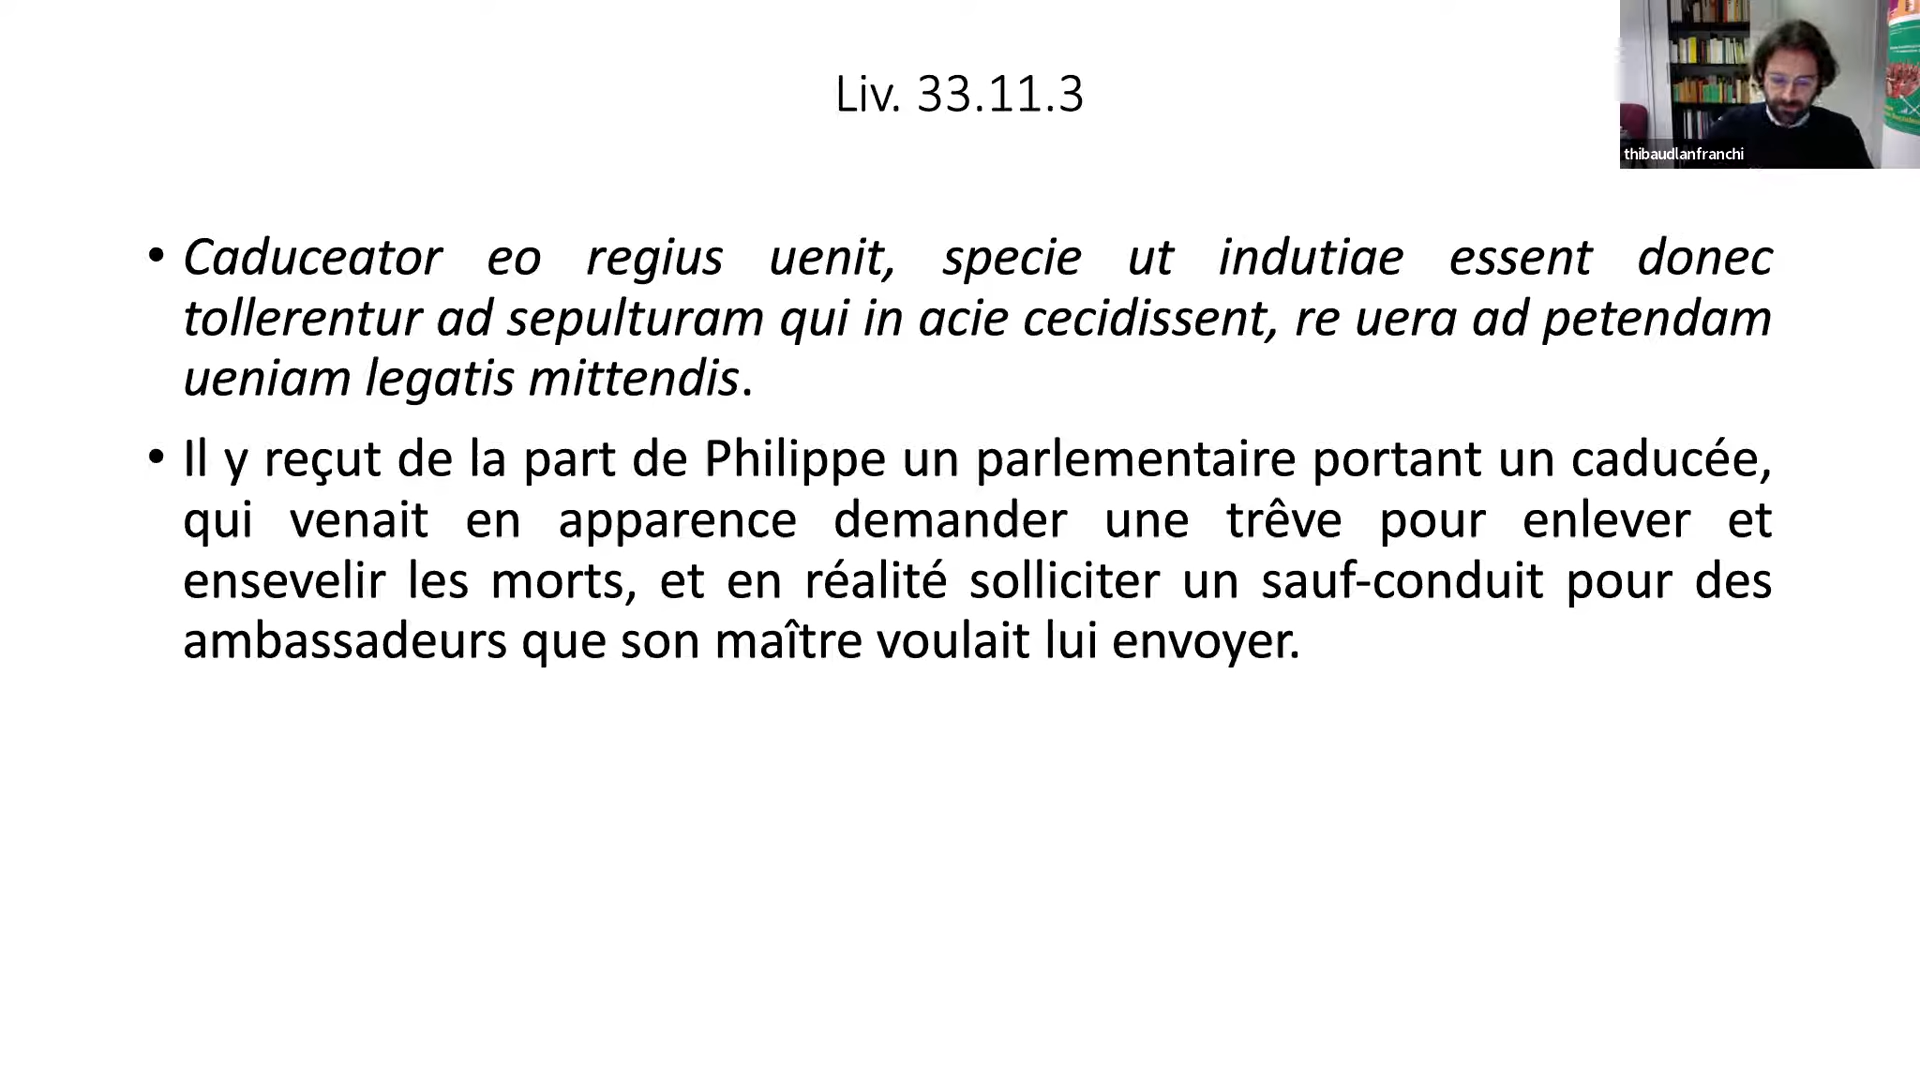 Liv. 33.11.3
thibaudlanfranchi
• Caduceator eo regius uenit, specie ut indutiae essent donec
tollerentur ad sepulturam qui in acie cecidissent, re uera ad petendam
ueniam legatis mittendis.
• Il y reçut de la part de Philippe un parlementaire portant un caducée,
qui venait en apparence demander une trêve pour enlever et
ensevelir les morts, et en réalité solliciter un sauf-conduit pour des
ambassadeurs que son maître voulait lui envoyer.